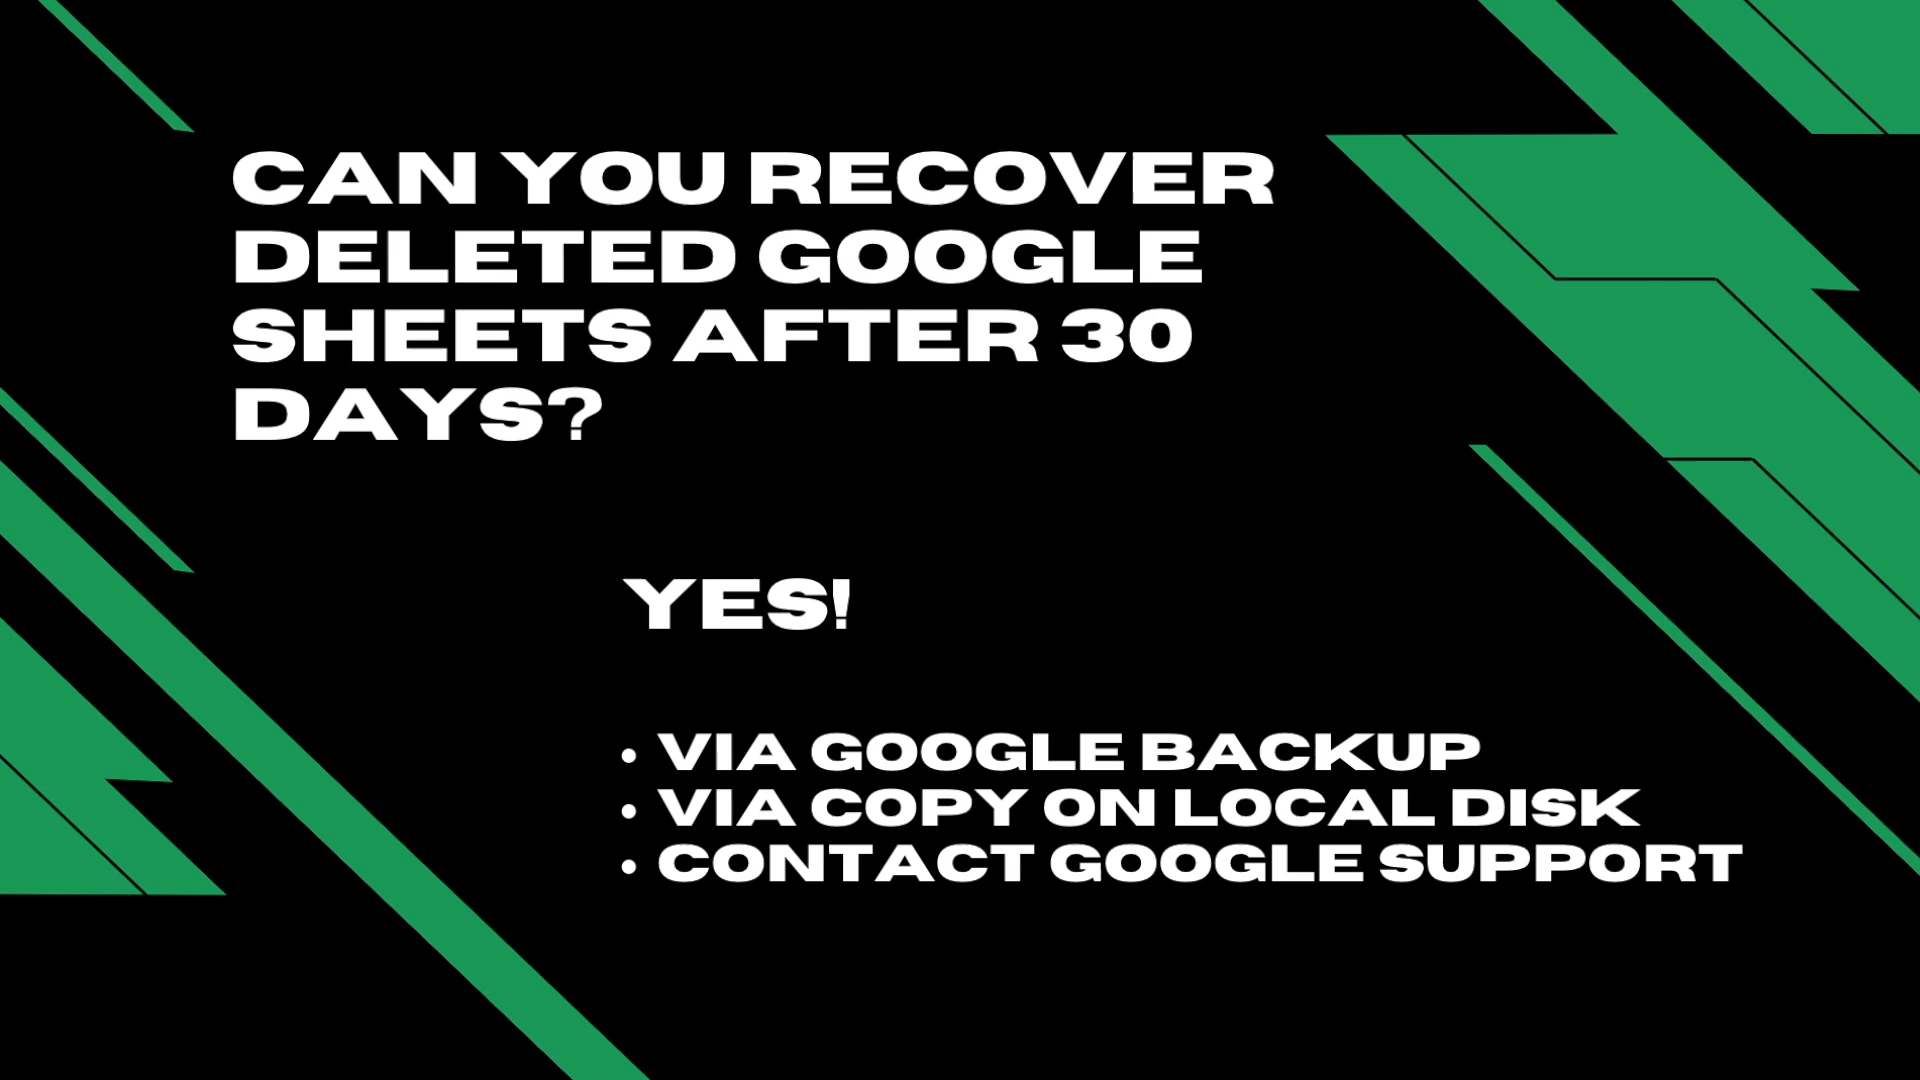 CAN YOU RECOVER
DELETED GOOGLE
SHEETS AFTER 30
DAYS?
YES!
• VIA GOOGLE BACKUP
• VIA COPY ON LOCAL DISK
• CONTACT GOOGLE SUPPORT